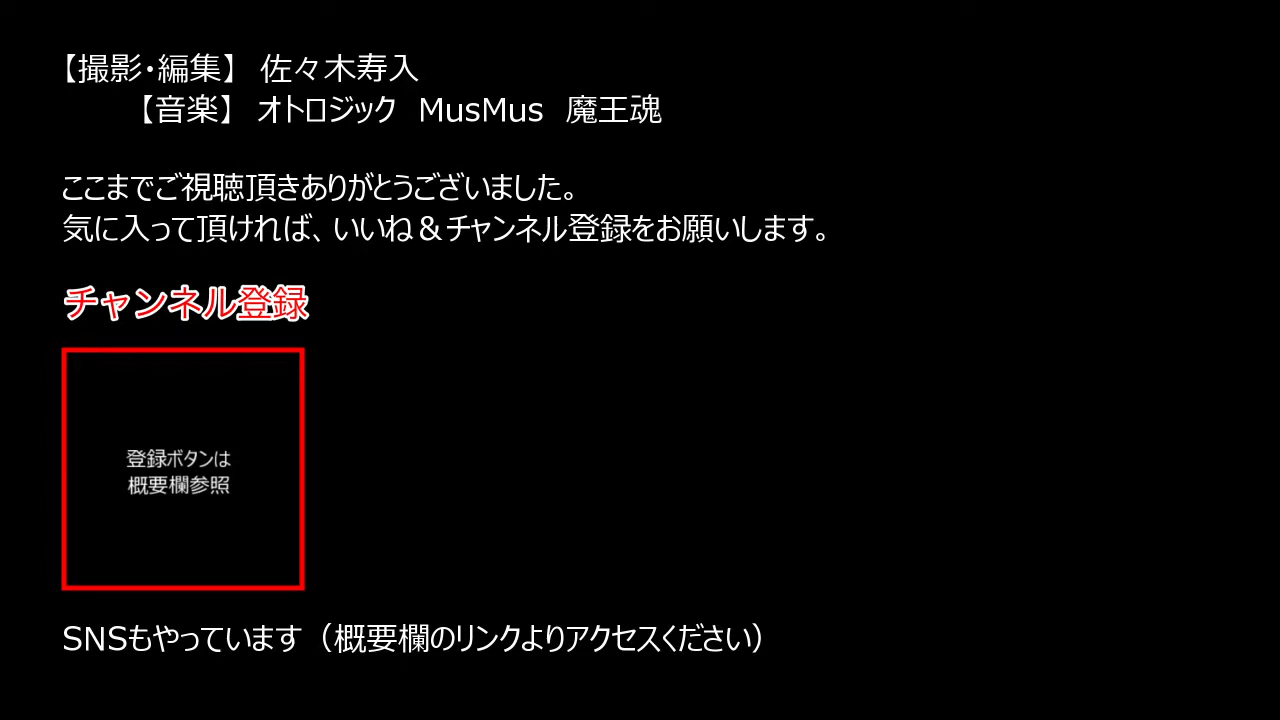 【撮影・編集】 佐々木寿入
【音楽】 オトロジック MusMus 魔王魂
ここまでご視聴頂きありがとうございました。
気に入って頂ければ、いいね＆チャンネル登録をお願いします。
チャンネル登録
登録ボタンは
概要欄参照
SNSもやっています（概要欄のリンクよりアクセスください）